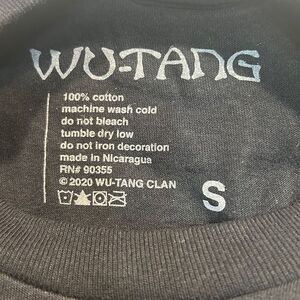 WU-TANG
100% cotton
machine wash cold
do not bleach
tumble dry low
do not iron decoration
made in Nicaragua
RN# 90355
© 2020 WU-TANG CLAN
S